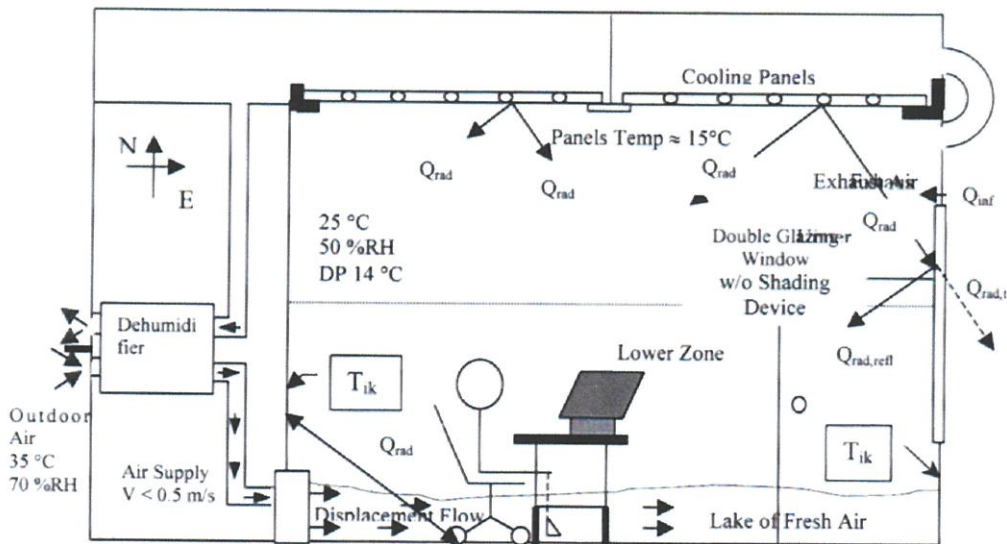 Cooling Panels
Panels Temp ≈ 15°C
N
E
Qrad
Qrad
Qrad
Qinf
25 °C
50 %RH
DP 14 °C
Qrad
Double Glazing
Window
w/o Shading
Device
Qrad,t
Dehumidi
fier
Lower Zone
Qrad,refl
Tik
Outdoor
Air
35 °C
70 %RH
Qrad
Tik
Air Supply
V < 0.5 m/s
Displacement Flow
Lake of Fresh Air